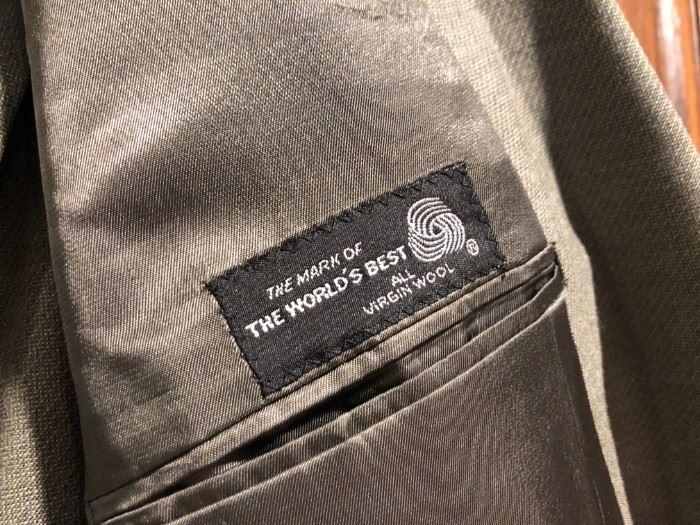 THE MARK OF
THE WORLD'S BEST
ALL
VIRGIN WOOL
®